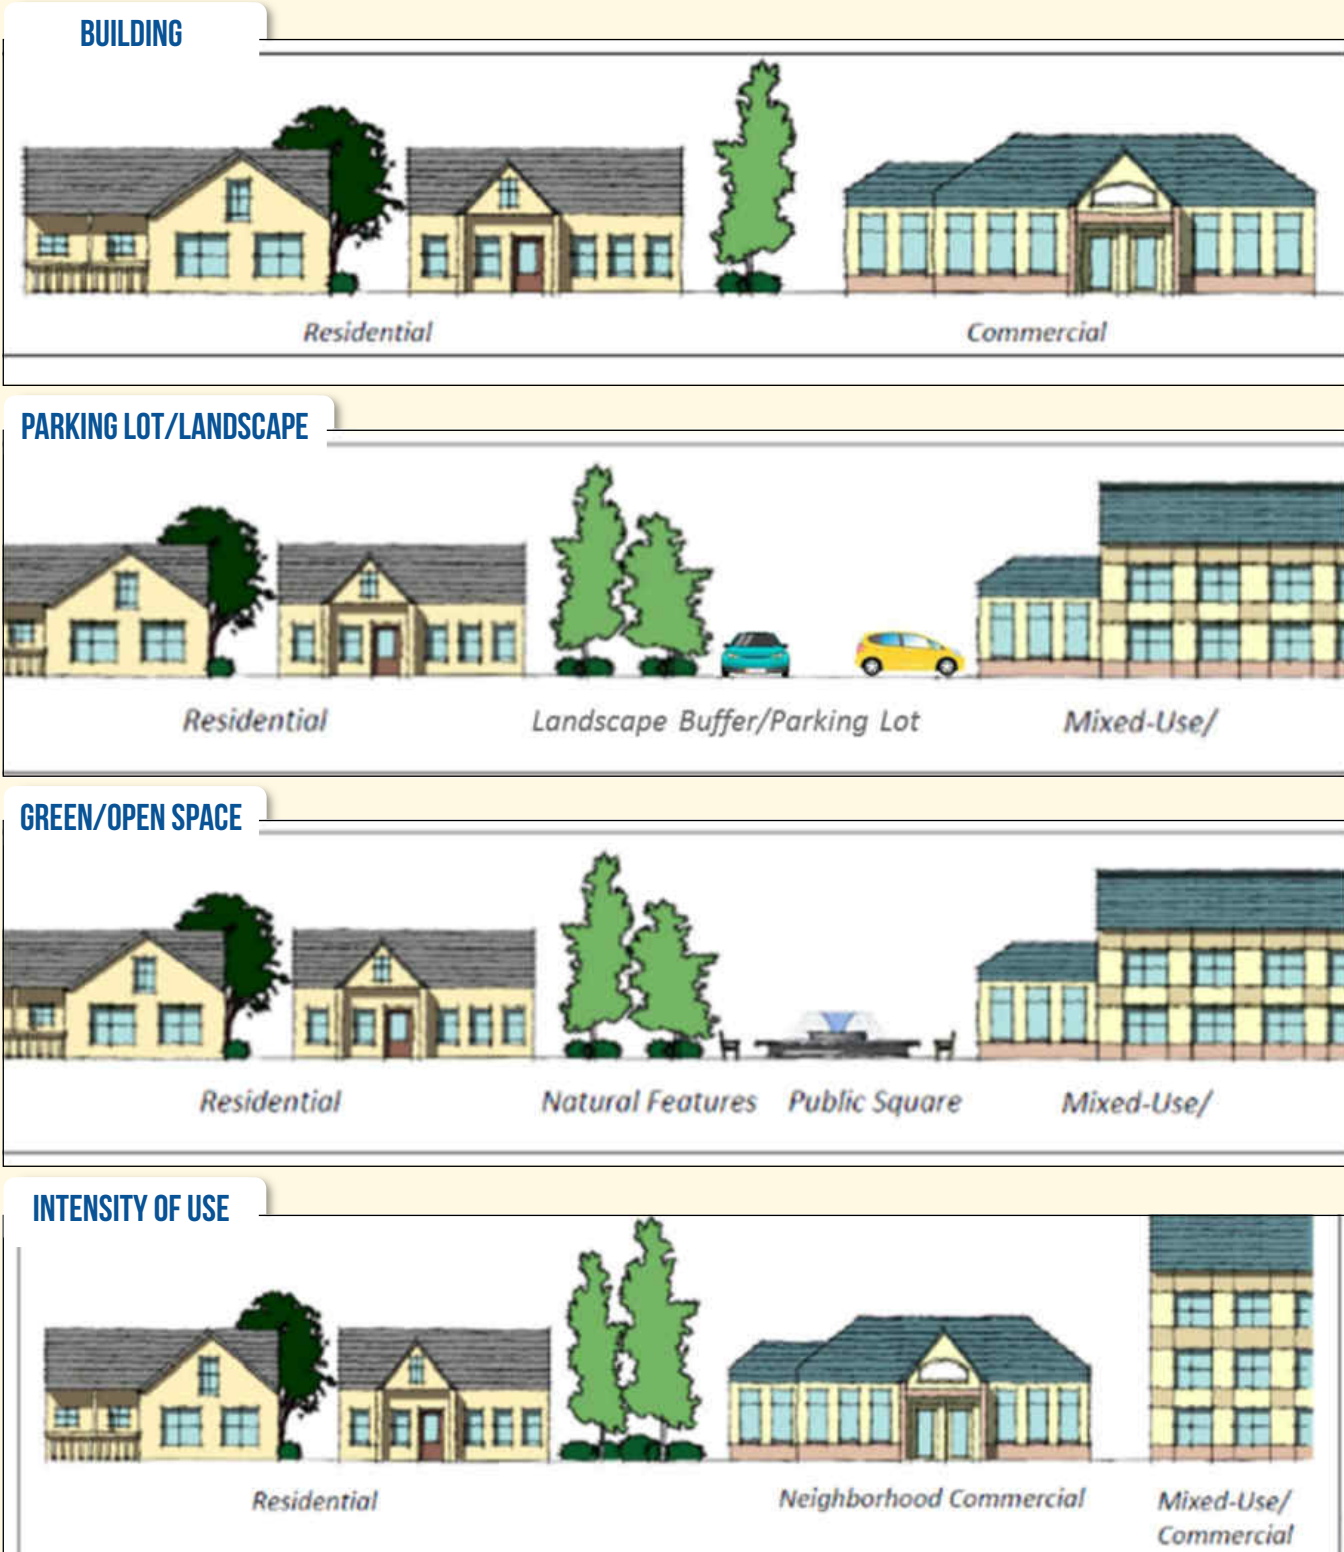 BUILDING
Residential Commercial
PARKING LOT/LANDSCAPE
Residential Landscape Buffer/Parking Lot Mixed-Use/
GREEN/OPEN SPACE
Residential Natural Features Public Square Mixed-Use/
INTENSITY OF USE
Residential Neighborhood Commercial Mixed-Use/
Commercial